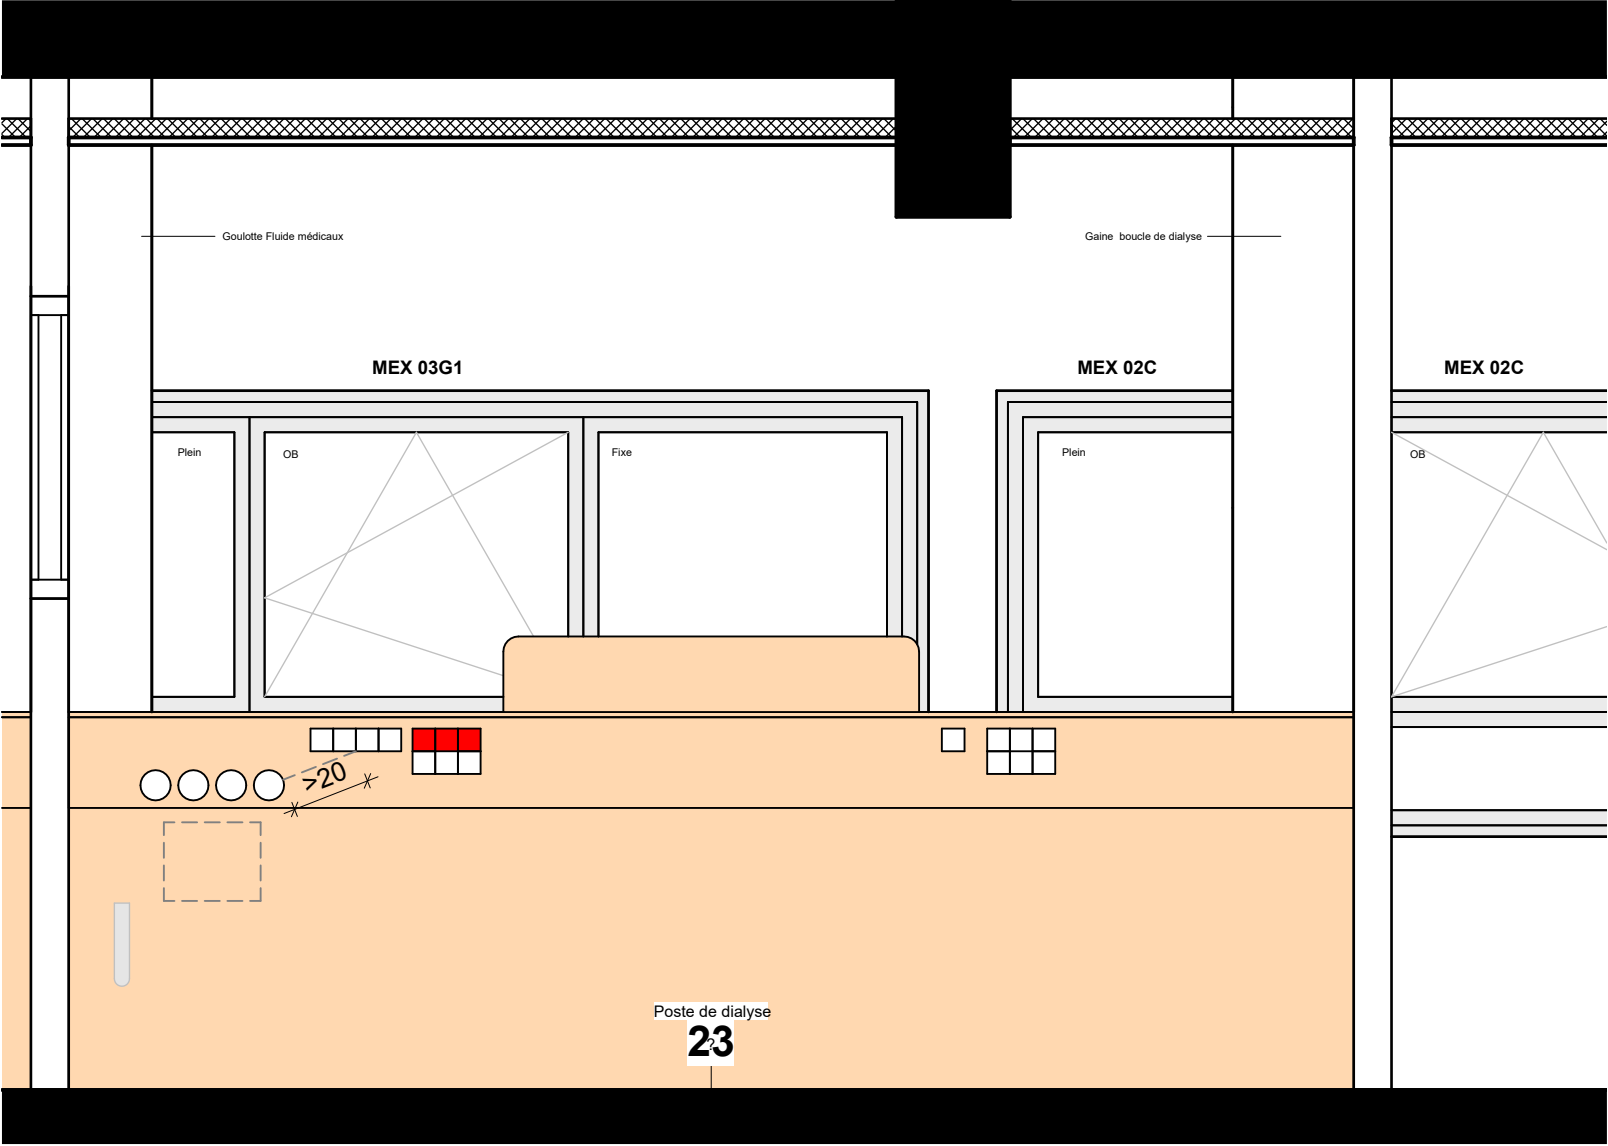 Goulotte Fluide médicaux
Gaine boucle de dialyse
MEX 03G1
MEX 02C
MEX 02C
Plein
OB
Fixe
Plein
OB
>20
Poste de dialyse
23
?